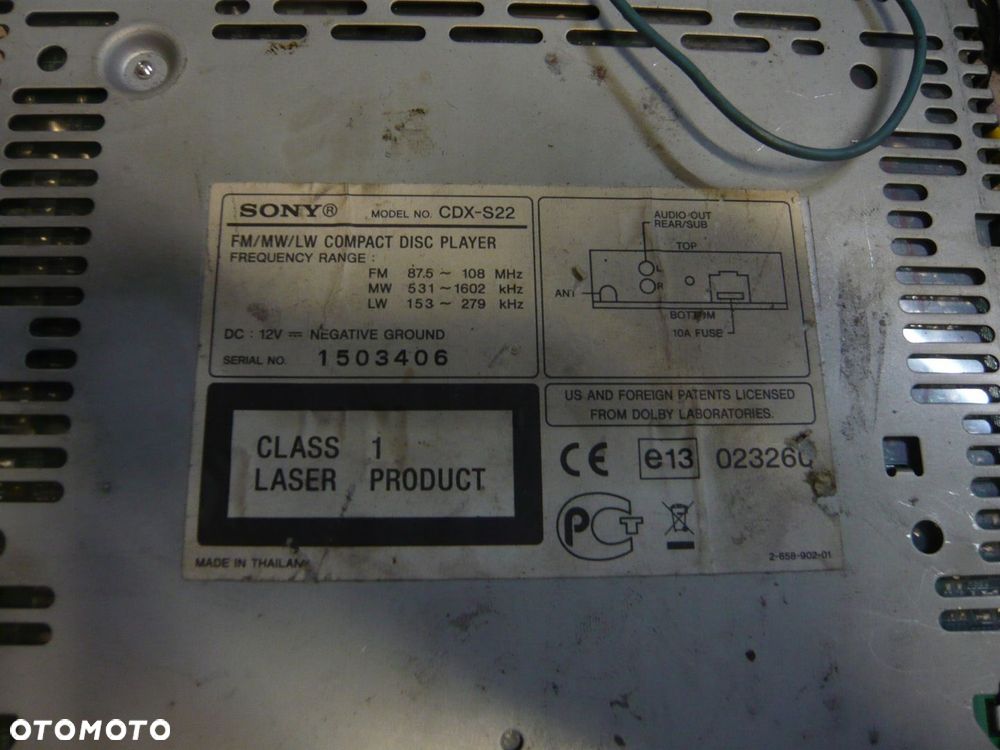 SONY® MODEL NO. CDX-S22
FM/MW/LW COMPACT DISC PLAYER
FREQUENCY RANGE :
FM 87.5 ~ 108 MHz
MW 531 ~ 1602 kHz
LW 153 ~ 279 kHz
DC : 12V ⎓ NEGATIVE GROUND
SERIAL NO. 1503406
AUDIO-OUT
REAR/SUB
TOP
L
R
ANT
BOTTOM
10A FUSE
CLASS 1
LASER PRODUCT
US AND FOREIGN PATENTS LICENSED
FROM DOLBY LABORATORIES.
CE e13
PCT
2-658-902-01
MADE IN
OTOMOTO